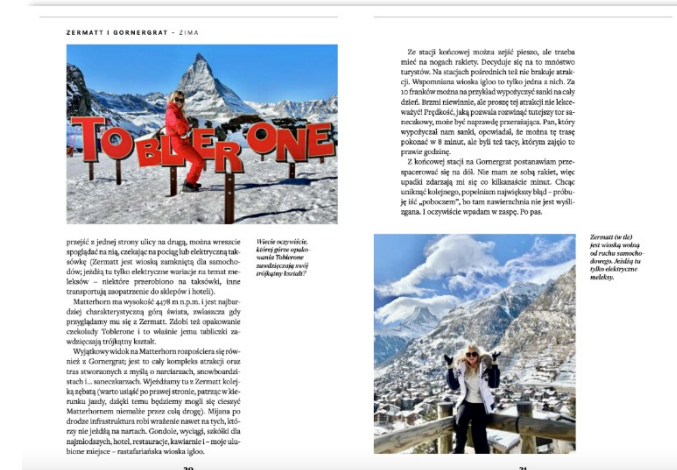 ZERMATT I GORNERGRAT – ZIMA
TOBLERONE
przejść z jednej strony ulicy na drugą, można wreszcie
spoglądać na nią, czekając na pociąg lub elektryczną tak-
sówkę (Zermatt jest wioską zamkniętą dla samocho-
dów; jeżdżą tu tylko elektryczne wariacje na temat me-
leksów – niektóre przerobiono na taksówki, inne
transportują zaopatrzenie do sklepów i hoteli).
Matterhorn ma wysokość 4478 m n.p.m. i jest najbar-
dziej charakterystyczną górą świata, zwłaszcza gdy
przyglądamy mu się z Zermatt. Zdobi też opakowanie
czekolady Toblerone i to właśnie jemu tabliczki za-
wdzięczają trójkątny kształt.
Wyjątkowy widok na Matterhorn rozpościera się rów-
nież z Gornergrat; jest to cały kompleks atrakcji oraz
tras stworzonych z myślą o narciarzach, snowboardzi-
stach i... saneczkarzach. Wjeżdżamy tu z Zermatt kolej-
ką zębatą (warto usiąść po prawej stronie, patrząc w kie-
runku jazdy, dzięki temu będziemy mogli się cieszyć
Matterhornem niemalże przez całą drogę). Mijana po
drodze infrastruktura robi wrażenie nawet na tych, któ-
rzy nie jeżdżą na nartach. Gondole, wyciągi, szkółki dla
najmłodszych, hotel, restauracje, kawiarnie i – moje ulu-
bione miejsce – rastafariańska wioska igloo.
Wiecie oczywiście,
której górze opako-
wania Toblerone
zawdzięczają swój
trójkątny kształt?
20
Ze stacji końcowej można zejść pieszo, ale trzeba
mieć na nogach rakiety. Decyduje się na to mnóstwo
turystów. Na stacjach pośrednich też nie brakuje atrak-
cji. Wspomniana wioska igloo to tylko jedna z nich. Za
10 franków można na przykład wypożyczyć sanki na cały
dzień. Brzmi niewinnie, ale proszę tej atrakcji nie lekce-
ważyć! Prędkość, jaką pozwala rozwinąć tutejszy tor sa-
neczkowy, może być naprawdę przerażająca. Pan, który
wypożyczał nam sanki, opowiadał, że można tę trasę
pokonać w 8 minut, ale byli też tacy, którym zajęło to
prawie godzinę.
Z końcowej stacji na Gornergrat postanawiam prze-
spacerować się na dół. Nie mam ze sobą rakiet, więc
upadki zdarzają mi się co kilkanaście minut. Chcąc
uniknąć kolejnego, popełniam największy błąd – próbu-
ję iść „poboczem”, bo tam nawierzchnia nie jest wyśli-
zgana. I oczywiście wpadam w zaspę. Po pas.
Zermatt (w tle)
jest wioską wolną
od ruchu samocho-
dowego. Jeżdżą tu
tylko elektryczne
meleksy.
21